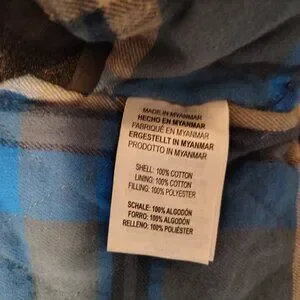 MADE IN MYANMAR
HECHO EN MYANMAR
FABRIQUÉ EN MYANMAR
ERGESTELLT IN MYANMAR
PRODOTTO IN MYANMAR
SHELL: 100% COTTON
LINING: 100% COTTON
FILLING: 100% POLYESTER
SCHALE: 100% ALGODÓN
FORRO: 100% ALGODÓN
RELLENO: 100% POLIÉSTER